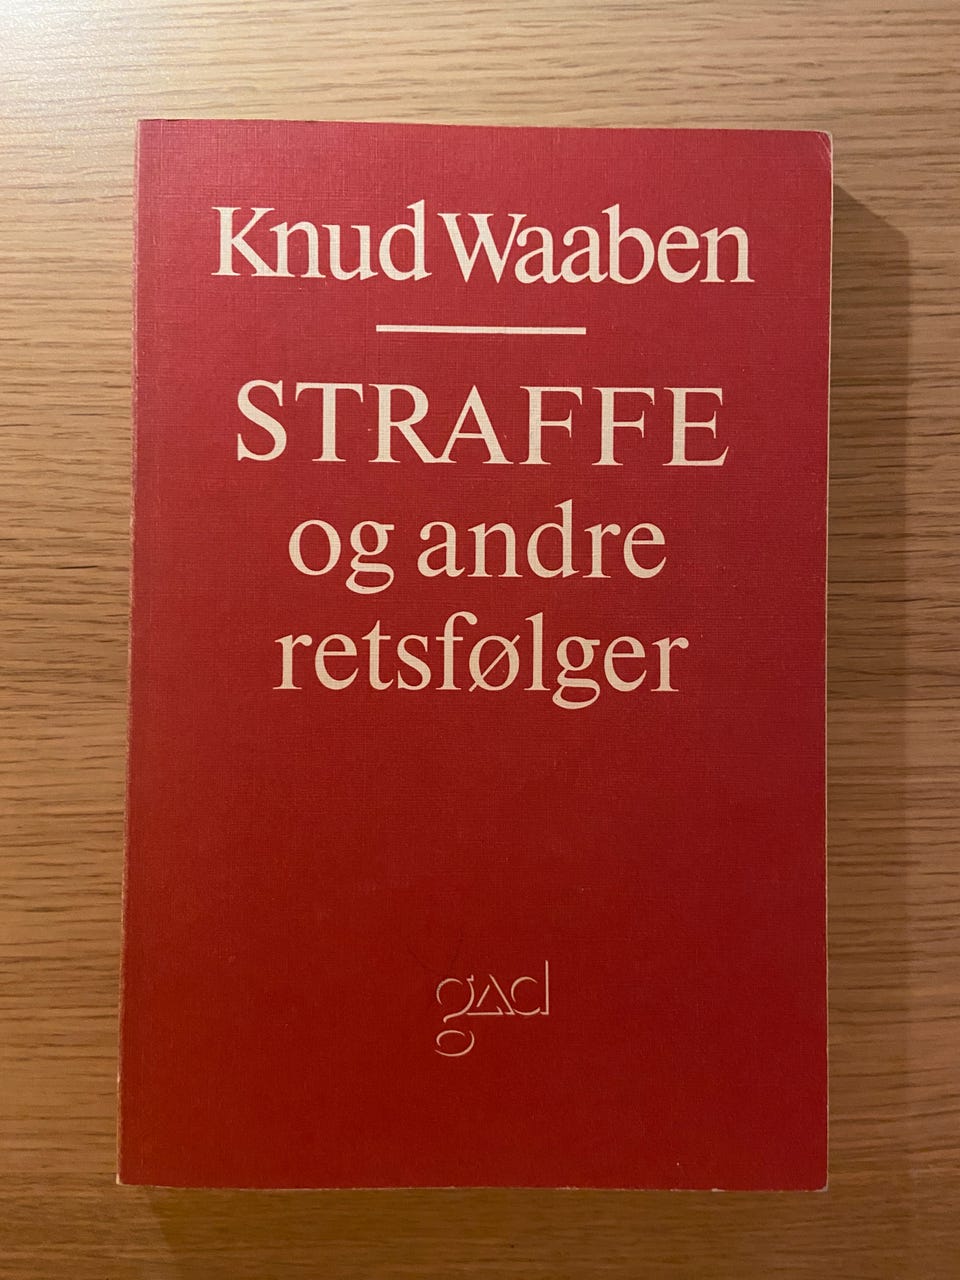 Knud Waaben
STRAFFE
og andre
retsfølger
gad